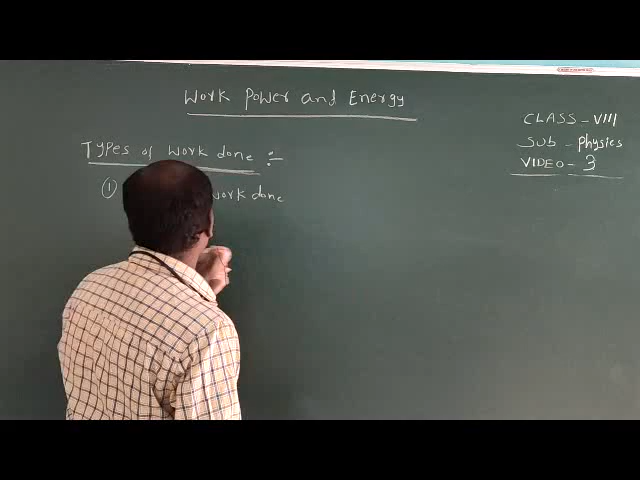 Work Power and Energy
CLASS - VIII
SUB - Physics
VIDEO - 3
Types of work done :-
① work done